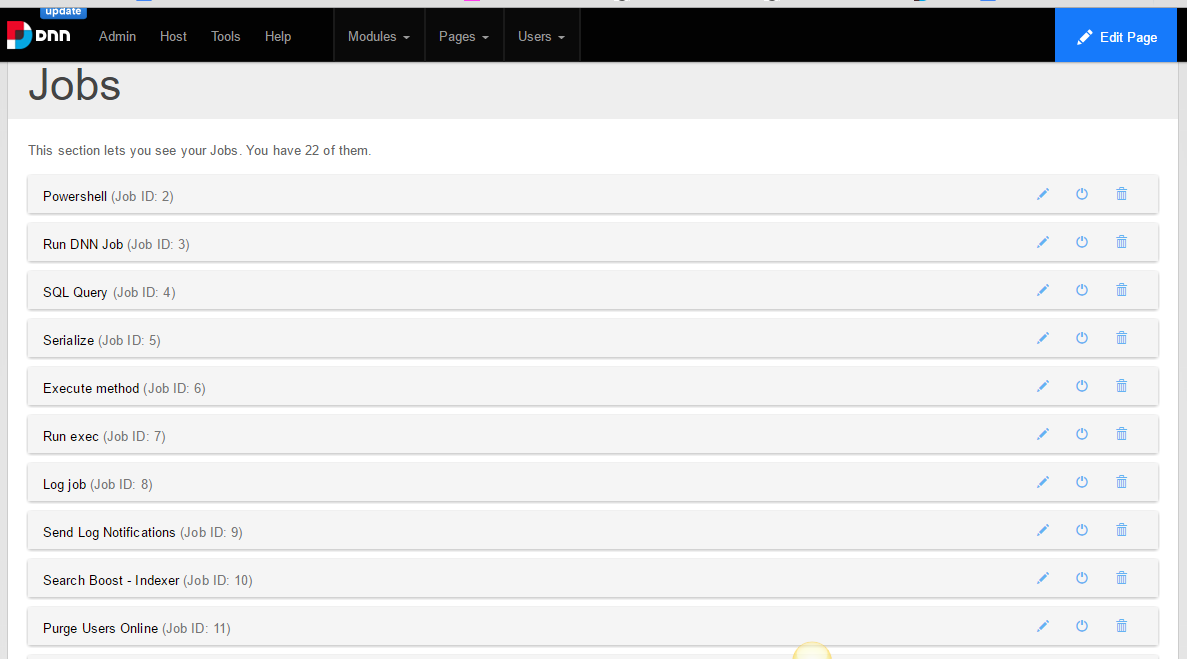 update
DNN
Admin Host Tools Help Modules Pages Users Edit Page
Jobs
This section lets you see your Jobs. You have 22 of them.
Powershell (Job ID: 2)
Run DNN Job (Job ID: 3)
SQL Query (Job ID: 4)
Serialize (Job ID: 5)
Execute method (Job ID: 6)
Run exec (Job ID: 7)
Log job (Job ID: 8)
Send Log Notifications (Job ID: 9)
Search Boost - Indexer (Job ID: 10)
Purge Users Online (Job ID: 11)